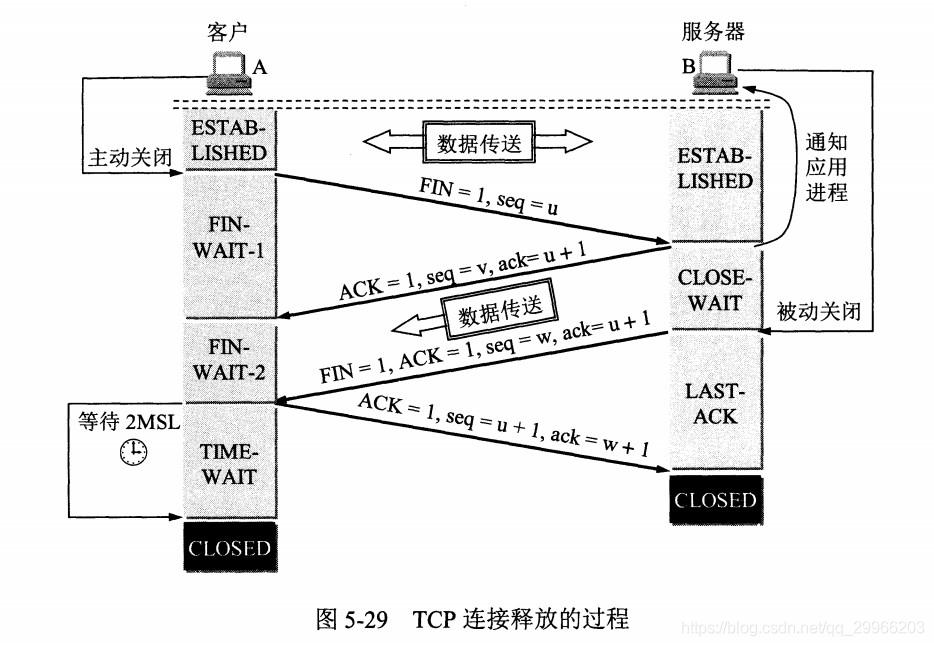 客户
服务器
A
B
ESTAB-
LISHED
数据传送
主动关闭
FIN = 1, seq = u
ESTAB-
LISHED
通知
应用
进程
FIN-
WAIT-1
ACK = 1, seq = v, ack= u + 1
CLOSE-
WAIT
数据传送
被动关闭
FIN-
WAIT-2
FIN = 1, ACK = 1, seq = w, ack= u + 1
LAST-
ACK
ACK = 1, seq = u + 1, ack = w + 1
等待 2MSL
TIME-
WAIT
CLOSED
CLOSED
图 5-29 TCP 连接释放的过程
https://blog.csdn.net/qq_29966203